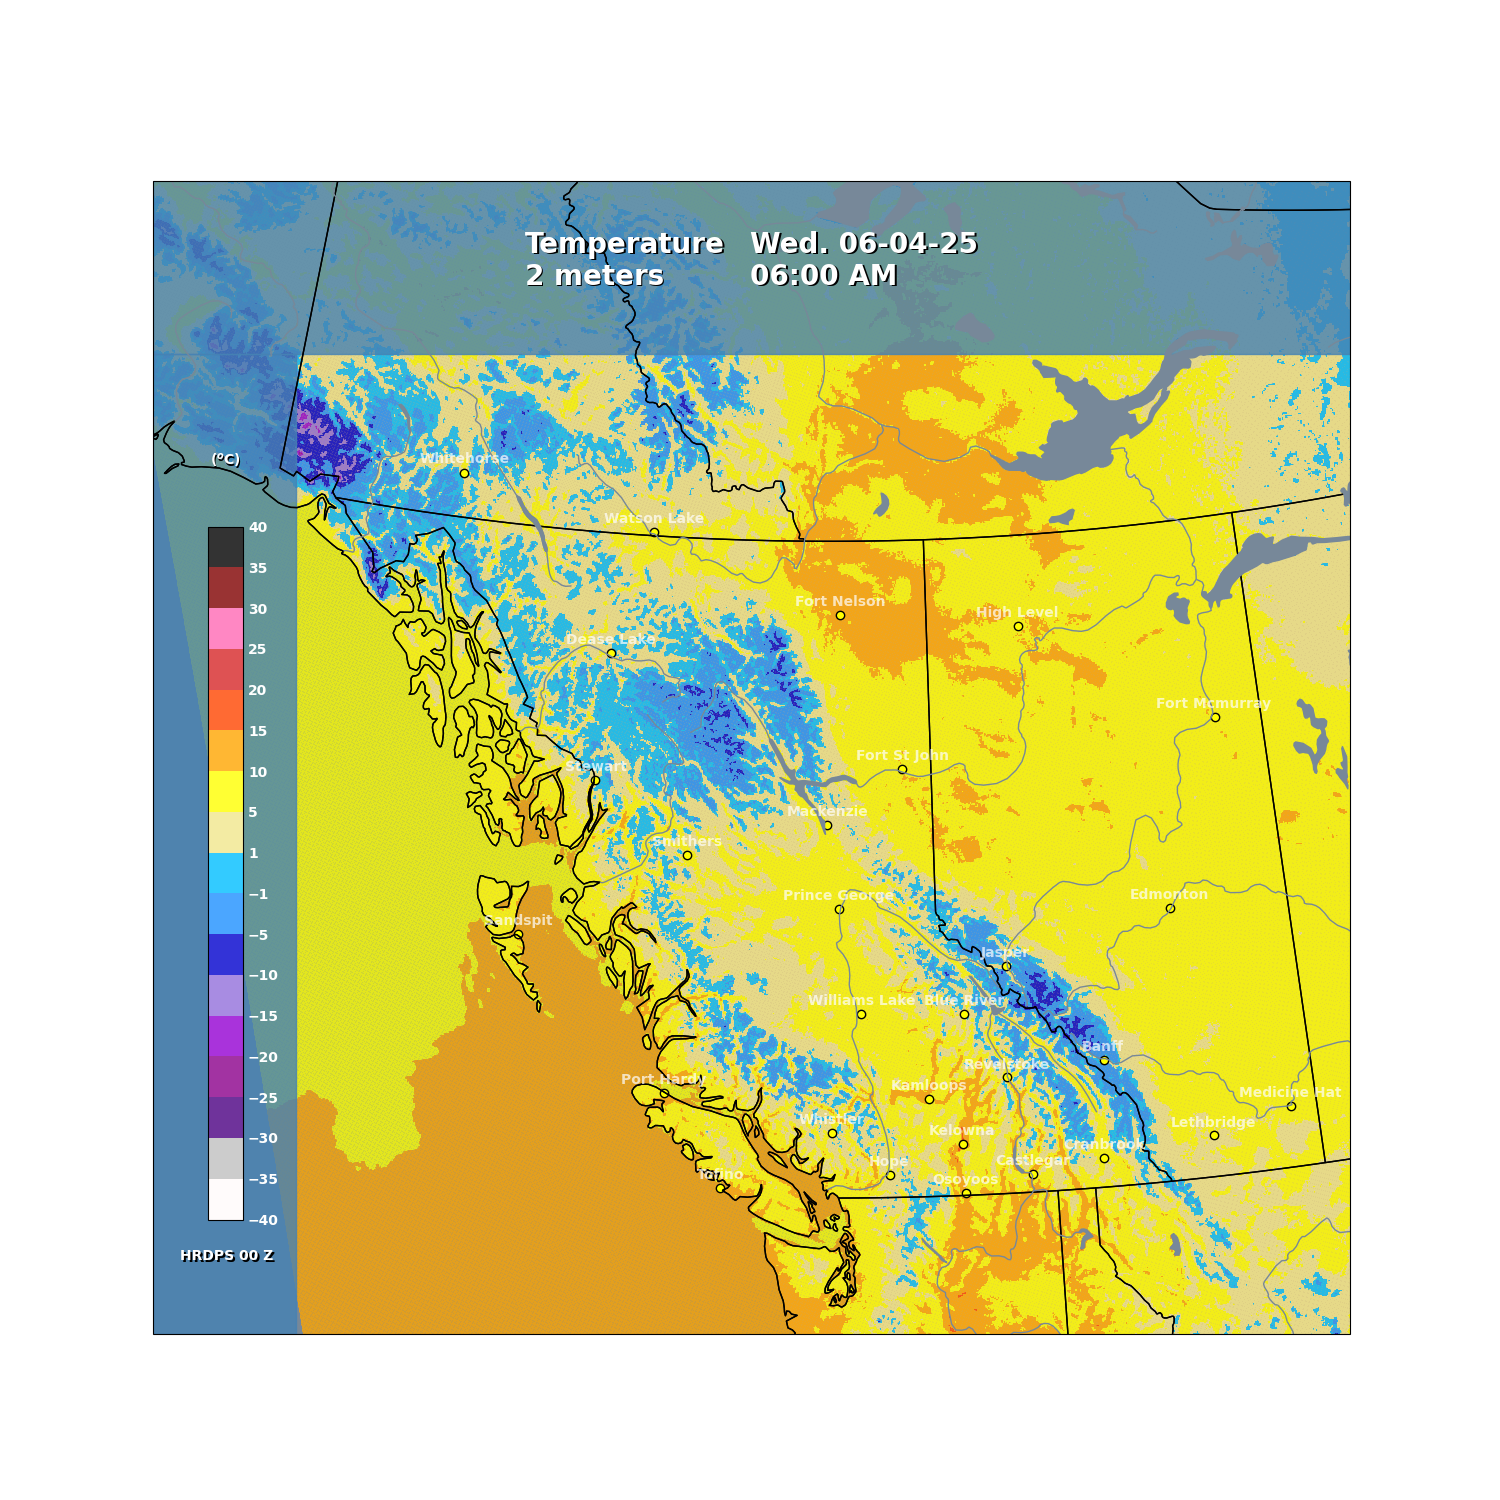 Temperature Wed. 06-04-25
2 meters 06:00 AM
Whitehorse
(°C)
Watson Lake
40
35
30
25
20
15
10
5
1
−1
−5
−10
−15
−20
−25
−30
−35
−40
Fort Nelson
High Level
Dease Lake
Fort Mcmurray
Fort St John
Stewart
Mackenzie
Smithers
Prince George
Edmonton
Sandspit
Jasper
Williams Lake Blue River
Banff
Revelstoke
Port Hardy
Kamloops
Medicine Hat
Whistler
Lethbridge
Kelowna
Cranbrook
Hope
Castlegar
Tofino
Osovoos
HRDPS 00 Z